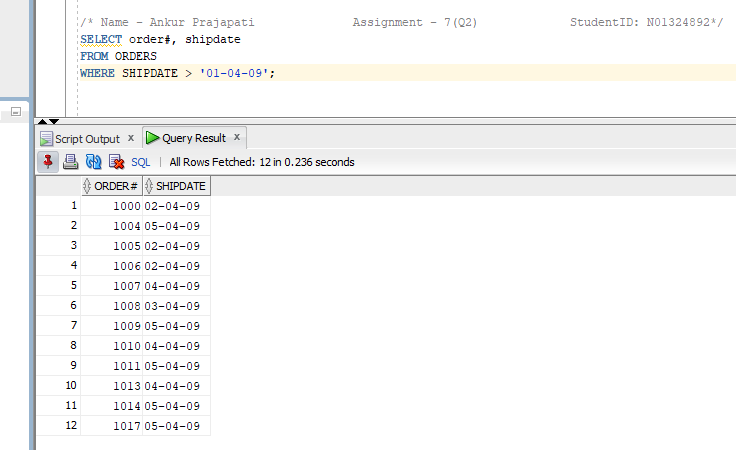 /* Name - Ankur Prajapati Assignment - 7(Q2) StudentID: N01324892*/
SELECT order#, shipdate
FROM ORDERS
WHERE SHIPDATE > '01-04-09';
Script Output x Query Result x
SQL | All Rows Fetched: 12 in 0.236 seconds
ORDER# SHIPDATE
1 1000 02-04-09
2 1004 05-04-09
3 1005 02-04-09
4 1006 02-04-09
5 1007 04-04-09
6 1008 03-04-09
7 1009 05-04-09
8 1010 04-04-09
9 1011 05-04-09
10 1013 04-04-09
11 1014 05-04-09
12 1017 05-04-09